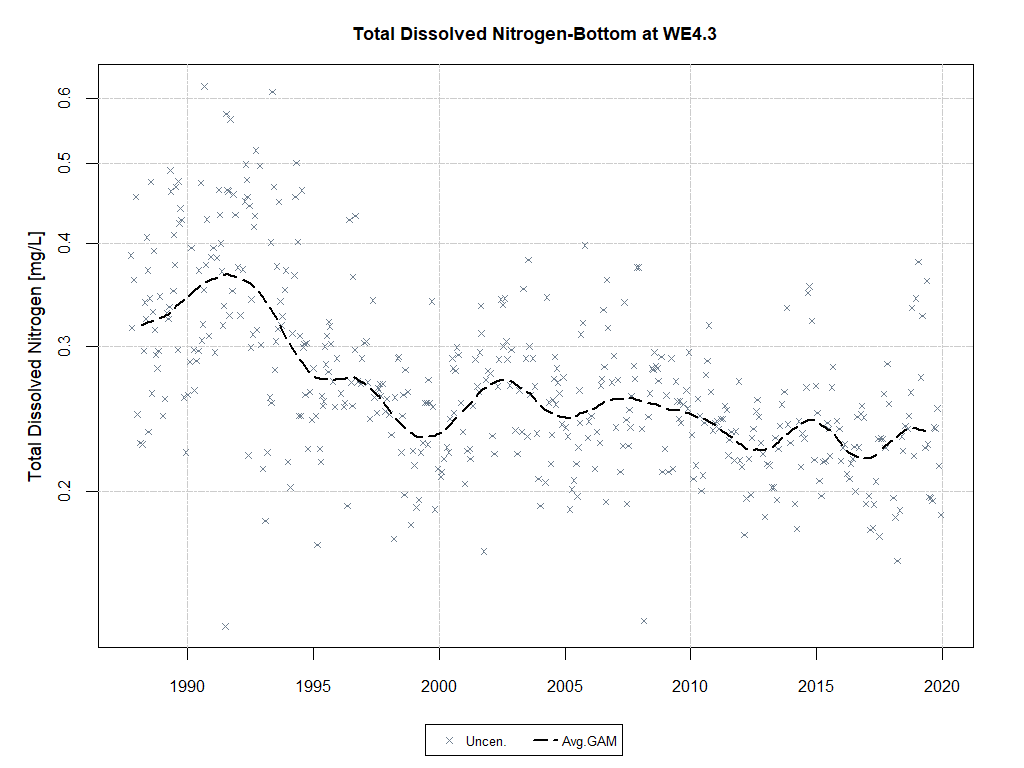 Total Dissolved Nitrogen-Bottom at WE4.3
Total Dissolved Nitrogen [mg/L]
0.6
0.5
0.4
0.3
0.2
1990 1995 2000 2005 2010 2015 2020
Uncen. Avg.GAM